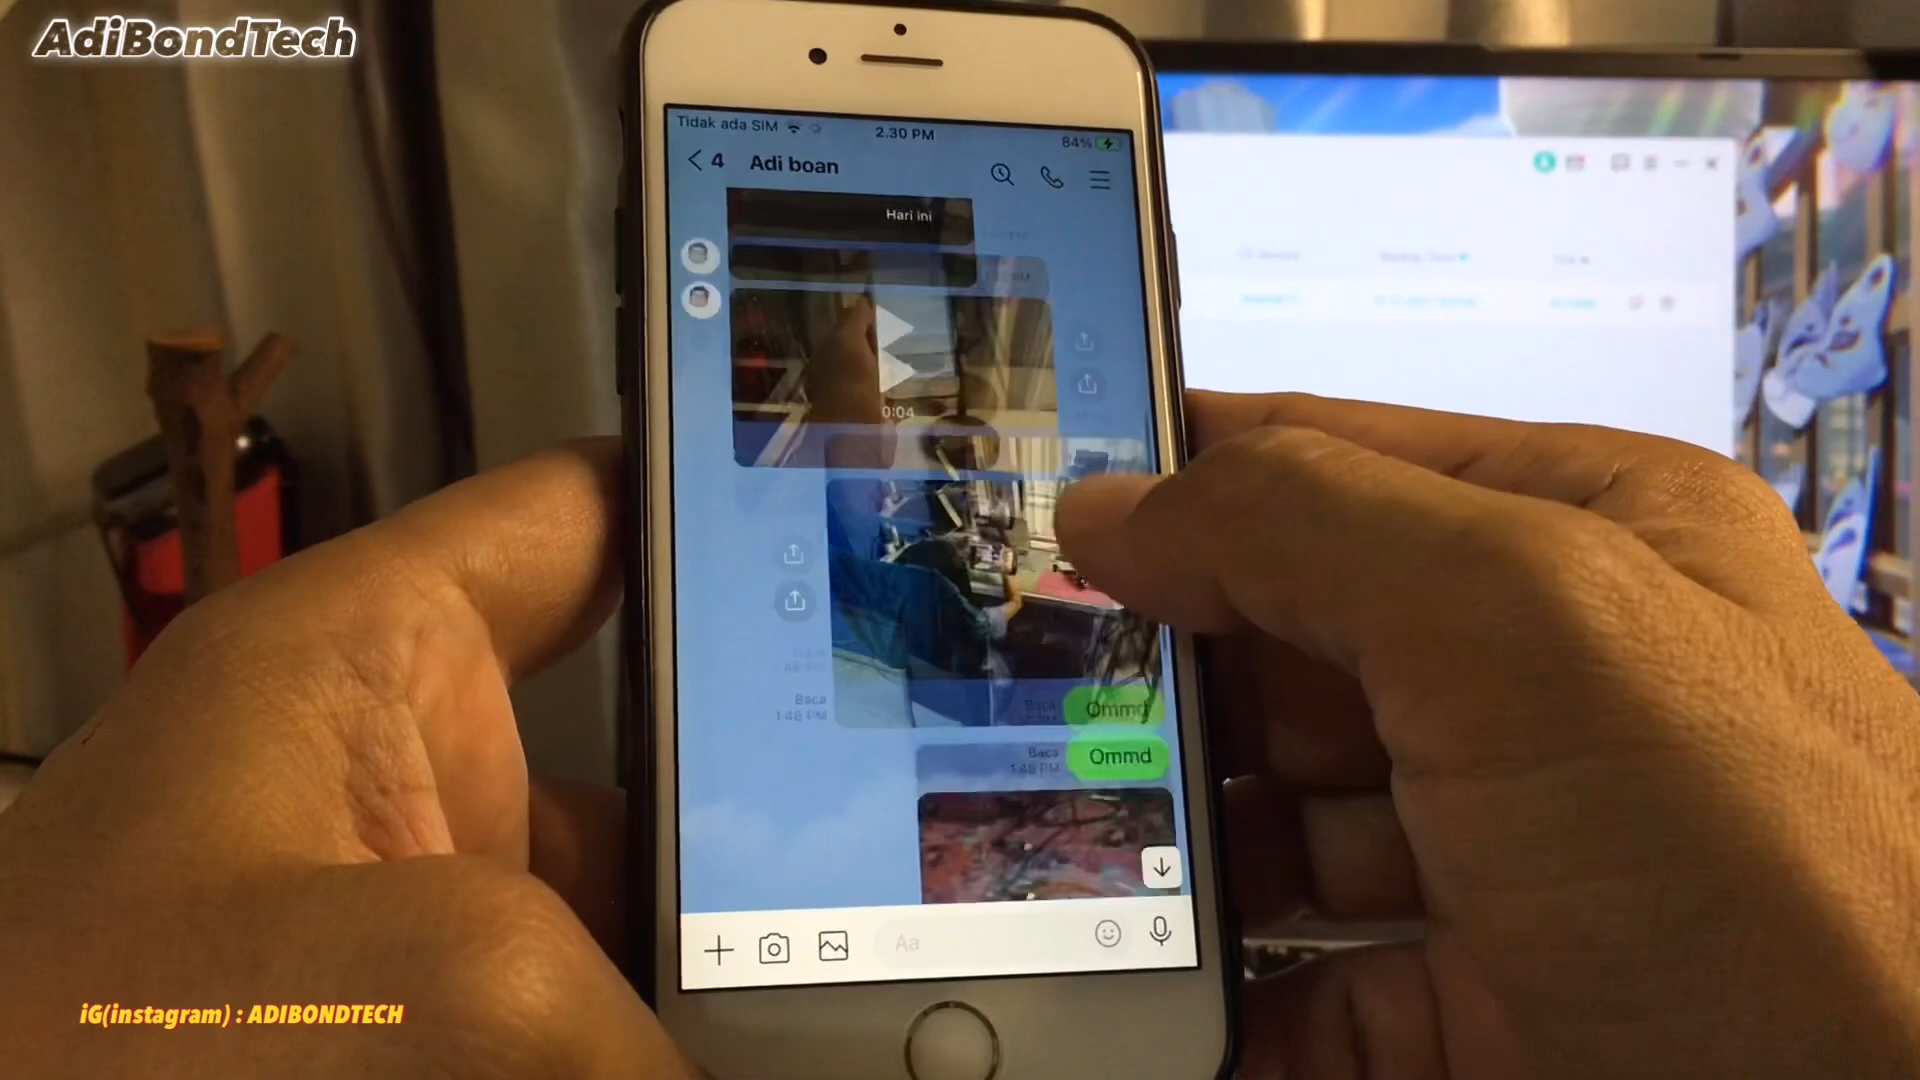 AdiBondTech
Tidak ada SIM
2.30 PM
84%
4
Adi boan
Hari ini
0:04
Baca
1 46 PM
Baca
Ommd
Baca
1 48 PM
Ommd
Aa
iG(instagram) : ADIBONDTECH